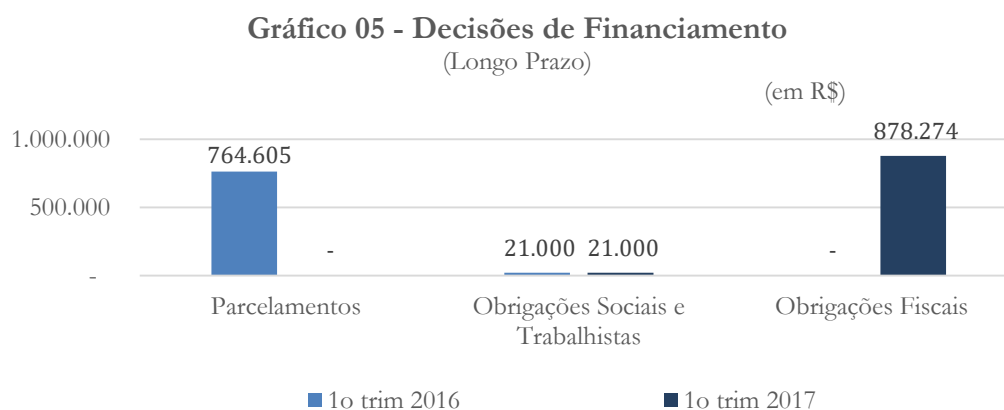 Gráfico 05 - Decisões de Financiamento
(Longo Prazo)
(em R$)
1.000.000
500.000
-
764.605
-
21.000
21.000
-
878.274
Parcelamentos
Obrigações Sociais e
Trabalhistas
Obrigações Fiscais
1o trim 2016
1o trim 2017